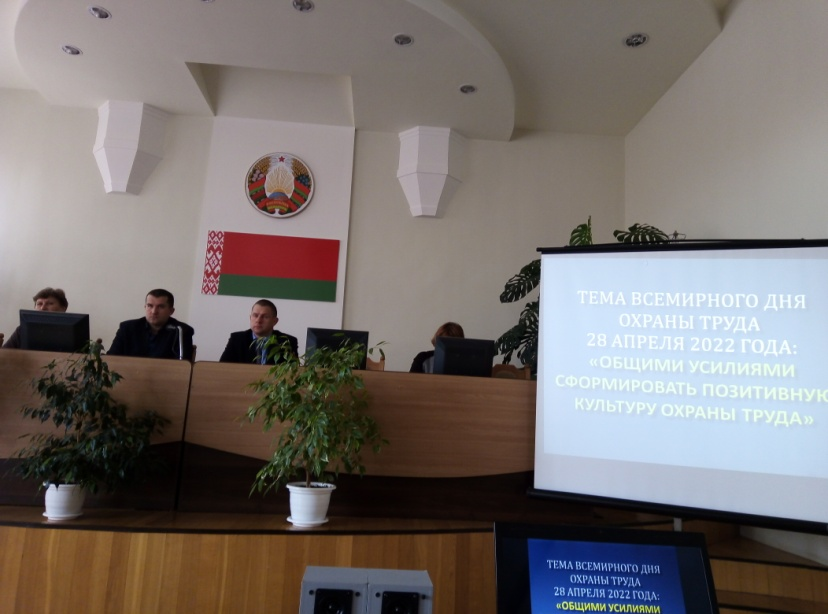 ТЕМА ВСЕМИРНОГО ДНЯ
ОХРАНЫ ТРУДА
28 АПРЕЛЯ 2022 ГОДА:
«ОБЩИМИ УСИЛИЯМИ
СФОРМИРОВАТЬ ПОЗИТИВНУЮ
КУЛЬТУРУ ОХРАНЫ ТРУДА»
ТЕМА ВСЕМИРНОГО ДНЯ
ОХРАНЫ ТРУДА
28 АПРЕЛЯ 2022 ГОДА:
«ОБЩИМИ УСИЛИЯМИ